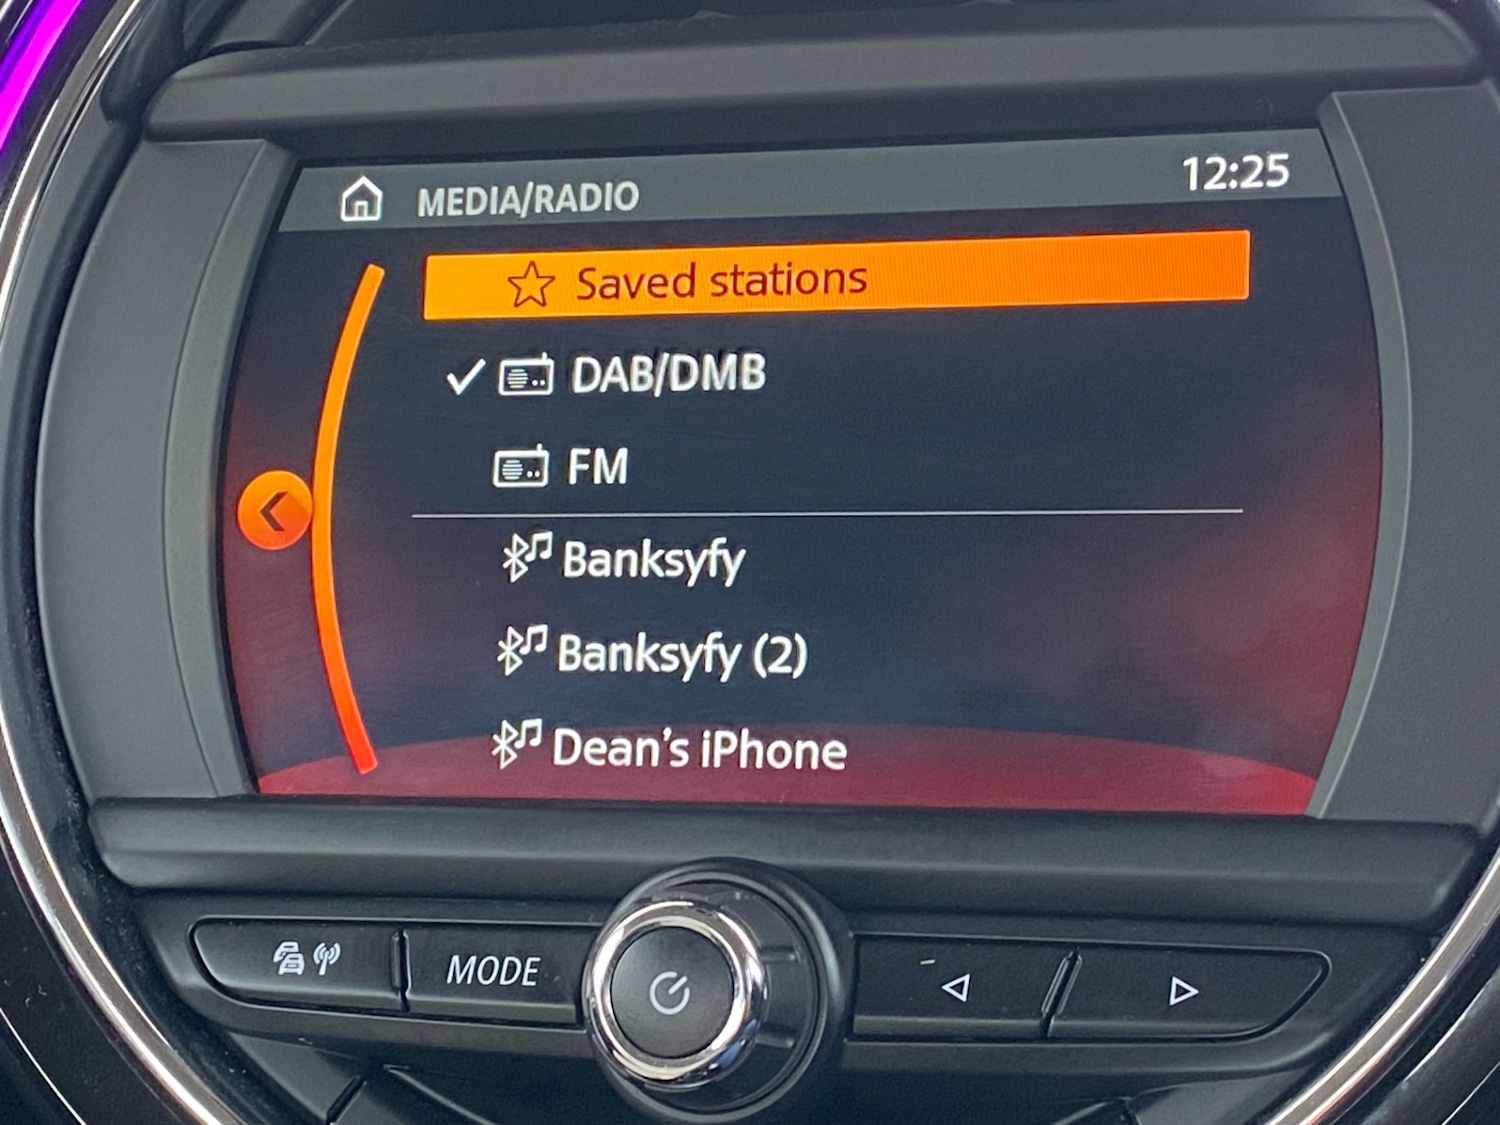 MEDIA/RADIO
12:25
Saved stations
DAB/DMB
FM
Banksyfy
Banksyfy (2)
Dean's iPhone
MODE